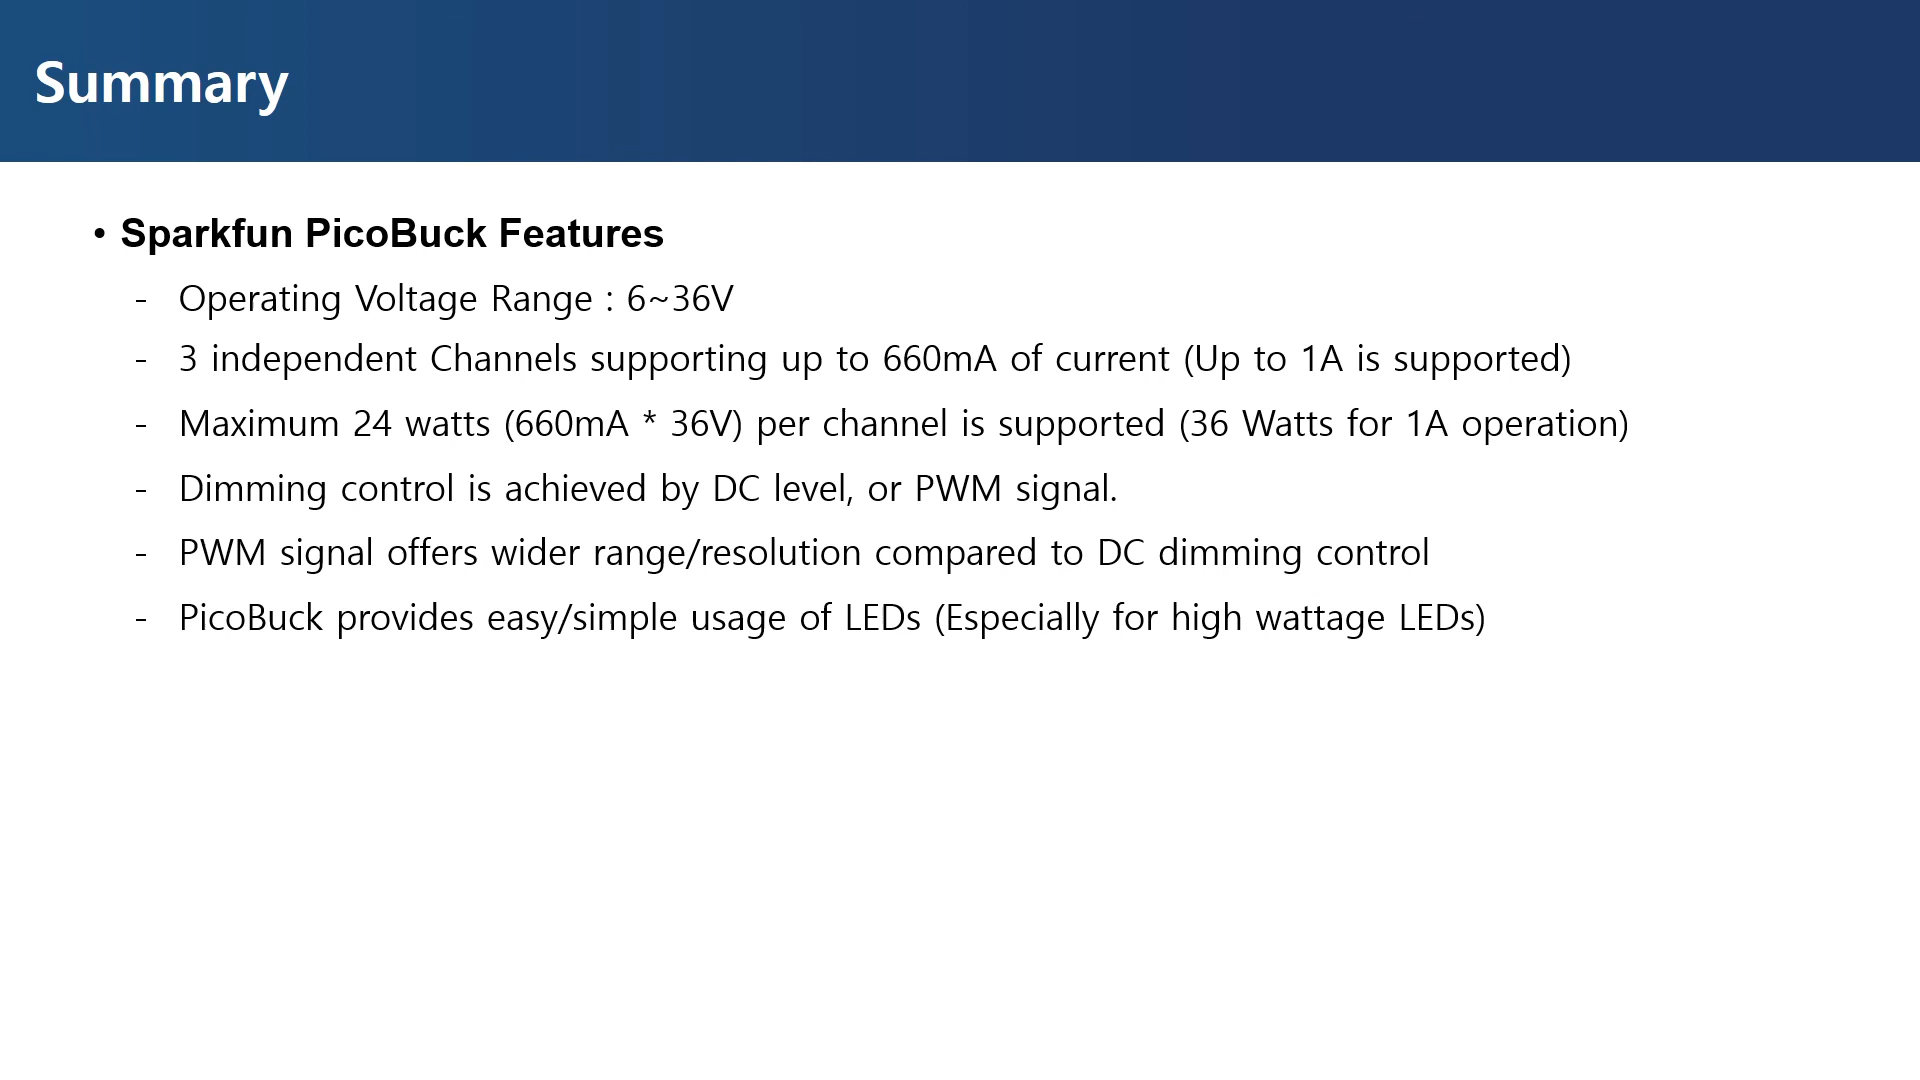 Summary
• Sparkfun PicoBuck Features
- Operating Voltage Range : 6~36V
- 3 independent Channels supporting up to 660mA of current (Up to 1A is supported)
- Maximum 24 watts (660mA * 36V) per channel is supported (36 Watts for 1A operation)
- Dimming control is achieved by DC level, or PWM signal.
- PWM signal offers wider range/resolution compared to DC dimming control
- PicoBuck provides easy/simple usage of LEDs (Especially for high wattage LEDs)